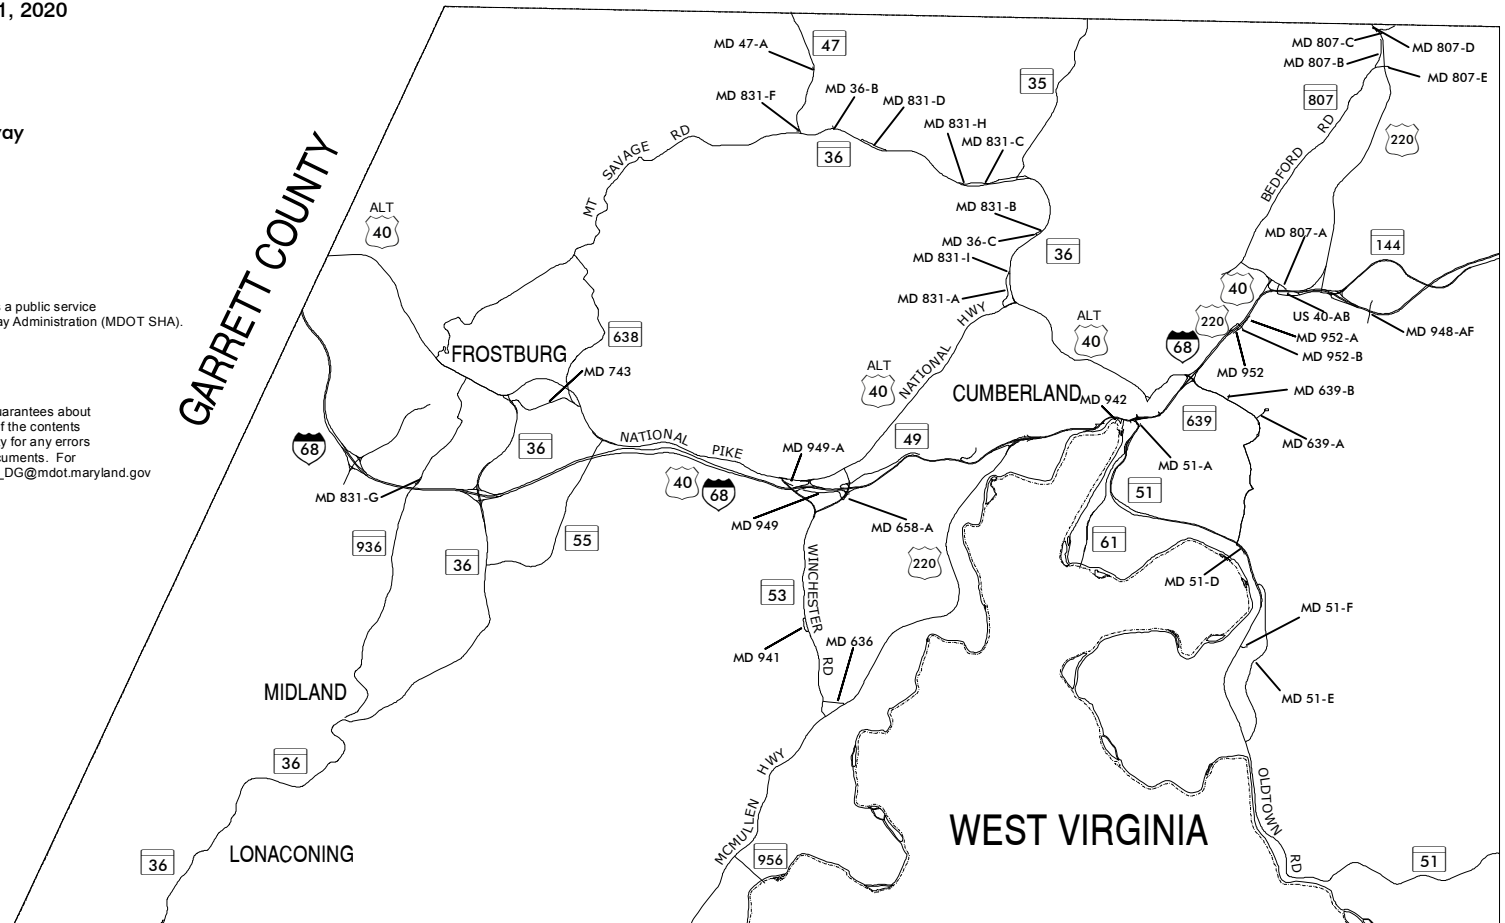 1, 2020
ay
s a public service
ay Administration (MDOT SHA).
uarantees about
f the contents
y for any errors
cuments. For
_DG@mdot.maryland.gov
GARRETT COUNTY
MD 47-A
47
35
MD 807-C
MD 807-D
MD 807-B
MD 807-E
807
220
BEDFORD RD
MD 831-F
MD 36-B
MD 831-D
MD 831-H
MD 831-C
36
MT SAVAGE RD
ALT
40
MD 831-B
MD 36-C
MD 831-I
MD 831-A
36
MD 807-A
144
40
220
US 40-AB
MD 948-AF
MD 952-A
MD 952-B
MD 952
68
ALT
40
NATIONAL HWY
ALT
40
638
FROSTBURG
MD 743
CUMBERLAND
MD 942
MD 639-B
639
MD 639-A
68
36
NATIONAL PIKE
MD 949-A
49
MD 51-A
MD 831-G
40
68
51
MD 949
MD 658-A
936
55
36
61
220
MD 51-D
WINCHESTER RD
53
MD 51-F
MD 941
MD 636
MIDLAND
MD 51-E
36
MCMULLEN HWY
OLDTOWN RD
WEST VIRGINIA
36
LONACONING
956
51